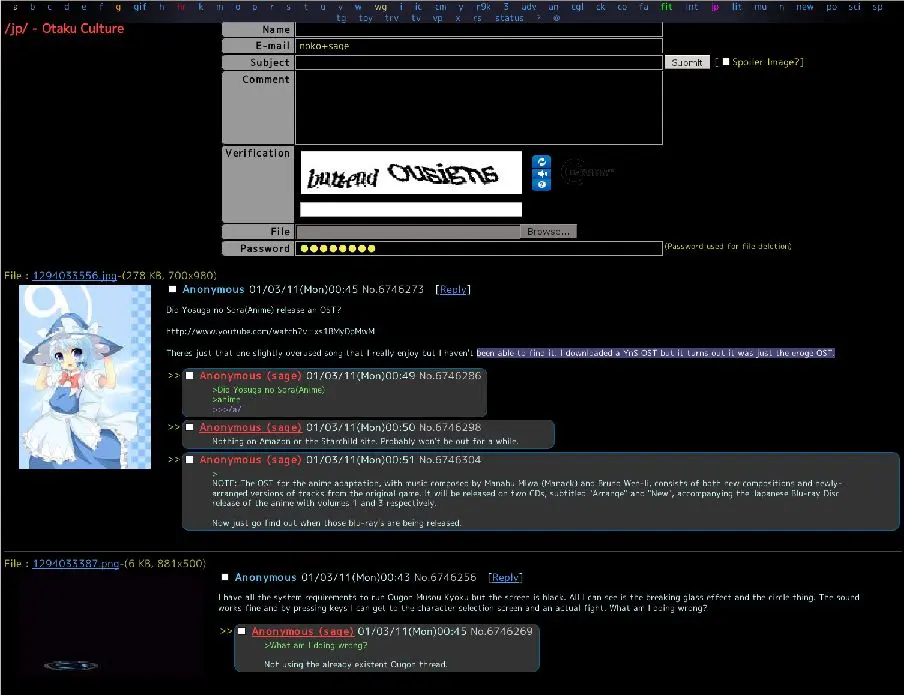 s b c d e f g gif h hr k m o p r s t u v w wg i ic cm y r9k 3 adv an cgl ck co fa fit int jp lit mu n new po sci sp
tg toy trv tv vp x rs status ? @
/jp/ - Otaku Culture
Name
E-mail noko+sage
Subject Submit [ Spoiler Image?]
Comment
Verification
File Browse...
Password ●●●●●●●● (Password used for file deletion)
File : 1294033556.jpg-(278 KB, 700x980)
Anonymous 01/03/11(Mon)00:45 No.6746273 [Reply]
Did Yosuga no Sora(Anime) release an OST?
Theres just that one slightly overused song that I really enjoy but I haven't been able to find it. I downloaded a YnS OST but it turns out it was just the eroge OST.
>> Anonymous (sage) 01/03/11(Mon)00:49 No.6746286
>Did Yosuga no Sora(Anime)
>anime
>>>/a/
>> Anonymous (sage) 01/03/11(Mon)00:50 No.6746298
Nothing on Amazon or the Starchild site. Probably won't be out for a while.
>> Anonymous (sage) 01/03/11(Mon)00:51 No.6746304
>
NOTE: The OST for the anime adaptation, with music composed by Manabu Miwa (Manack) and Bruno Wen-li, consists of both new compositions and newly-
arranged versions of tracks from the original game. It will be released on two CDs, subtitled "Arrange" and "New", accompanying the Japanese Blu-ray Disc
release of the anime with volumes 1 and 3 respectively.
Now just go find out when those blu-ray's are being released.
File : 1294033387.png-(6 KB, 881x500)
Anonymous 01/03/11(Mon)00:43 No.6746256 [Reply]
I have all the system requirements to run Ougon Musou Kyoku but the screen is black. All I can see is the breaking glass effect and the circle thing. The sound
works fine and by pressing keys I can get to the character selection screen and an actual fight. What am I doing wrong?
>> Anonymous (sage) 01/03/11(Mon)00:45 No.6746269
>What am I doing wrong?
Not using the already existent Ougon thread.